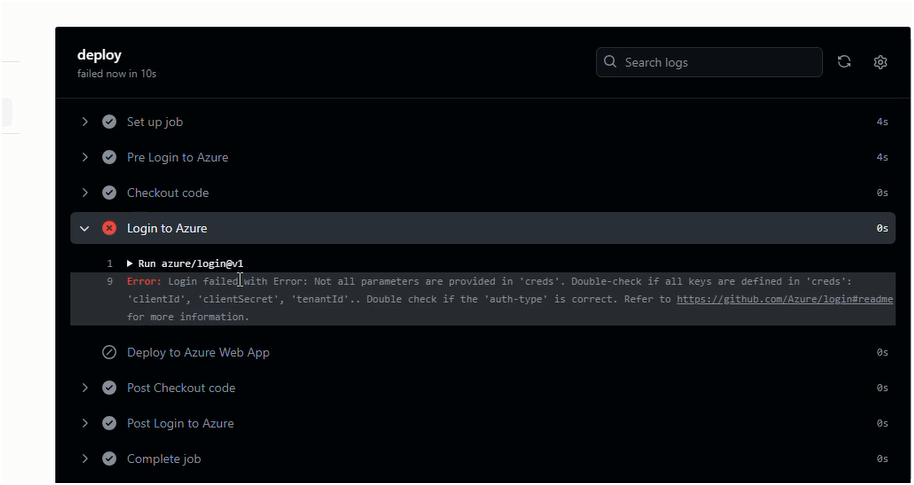 deploy
failed now in 10s
Search logs
Set up job 4s
Pre Login to Azure 4s
Checkout code 0s
Login to Azure 0s
1 Run azure/login@v1
9 Error: Login failed with Error: Not all parameters are provided in 'creds'. Double-check if all keys are defined in 'creds':
'clientId', 'clientSecret', 'tenantId'.. Double check if the 'auth-type' is correct. Refer to https://github.com/Azure/login#readme
for more information.
Deploy to Azure Web App 0s
Post Checkout code 0s
Post Login to Azure 0s
Complete job 0s